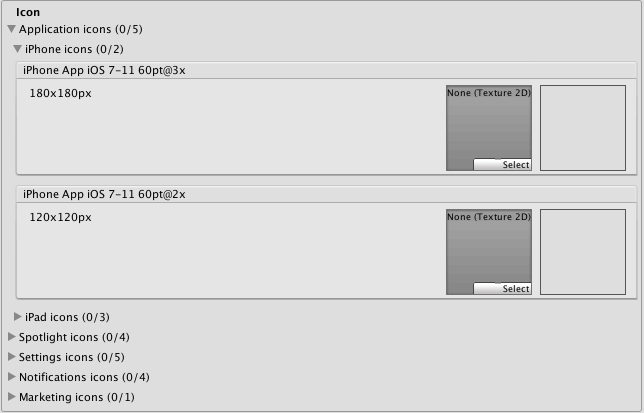 Icon
Application icons (0/5)
iPhone icons (0/2)
iPhone App iOS 7-11 60pt@3x
180x180px
None (Texture 2D)
Select
iPhone App iOS 7-11 60pt@2x
120x120px
None (Texture 2D)
Select
iPad icons (0/3)
Spotlight icons (0/4)
Settings icons (0/5)
Notifications icons (0/4)
Marketing icons (0/1)